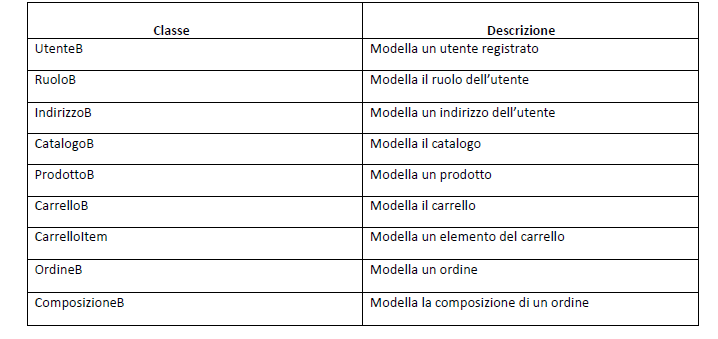 Classe Descrizione
UtenteB Modella un utente registrato
RuoloB Modella il ruolo dell’utente
IndirizzoB Modella un indirizzo dell’utente
CatalogoB Modella il catalogo
ProdottoB Modella un prodotto
CarrelloB Modella il carrello
CarrelloItem Modella un elemento del carrello
OrdineB Modella un ordine
ComposizioneB Modella la composizione di un ordine